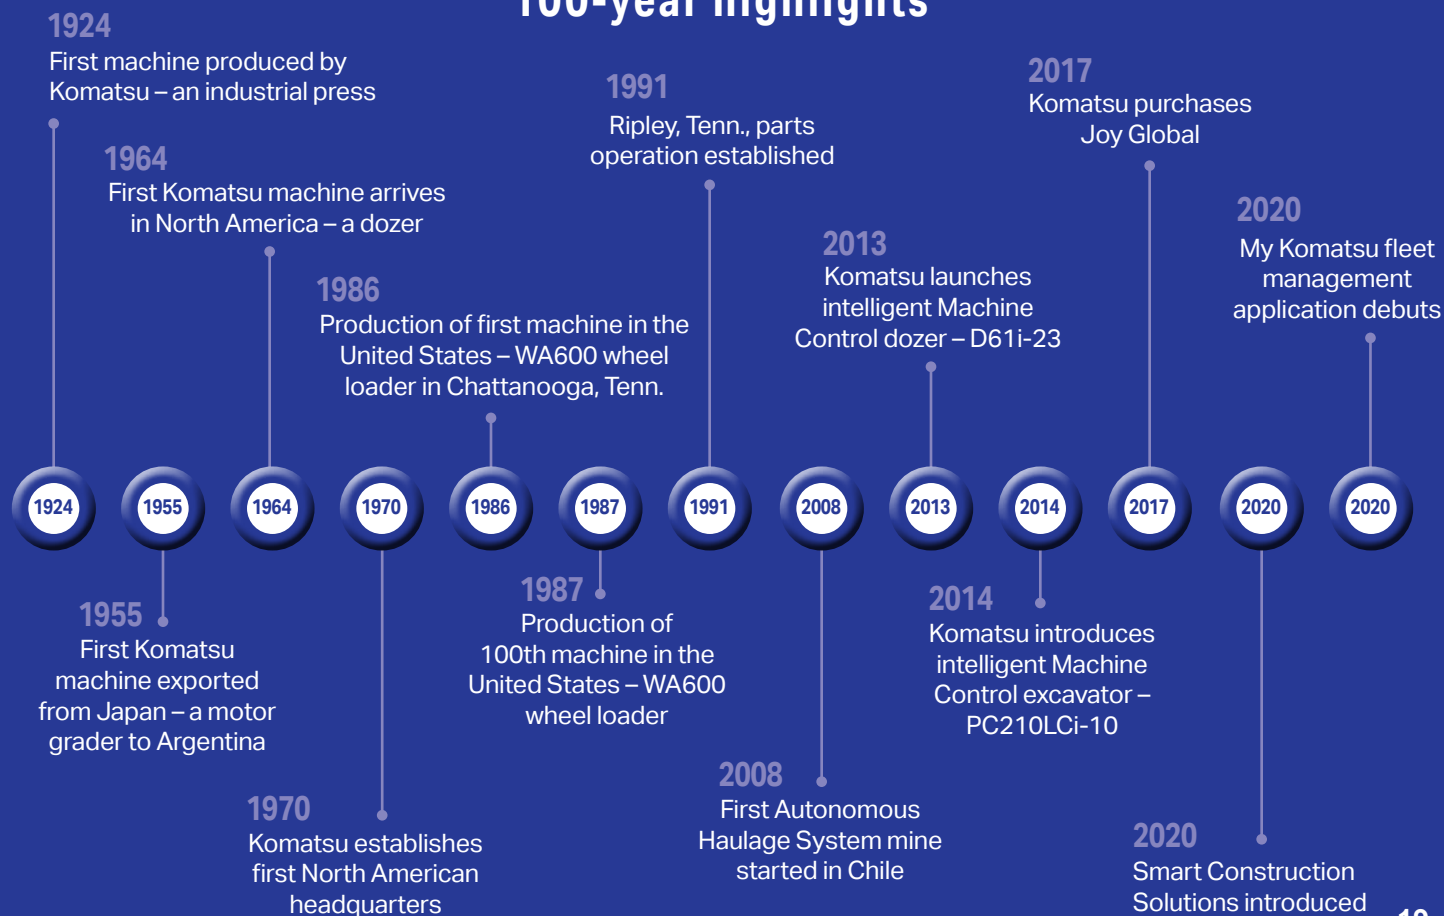 100-year highlights
1924
First machine produced by
Komatsu – an industrial press
1964
First Komatsu machine arrives
in North America – a dozer
1986
Production of first machine in the
United States – WA600 wheel
loader in Chattanooga, Tenn.
1991
Ripley, Tenn., parts
operation established
2013
Komatsu launches
intelligent Machine
Control dozer – D61i-23
2017
Komatsu purchases
Joy Global
2020
My Komatsu fleet
management
application debuts
1924 1955 1964 1970 1986 1987 1991 2008 2013 2014 2017 2020 2020
1955
First Komatsu
machine exported
from Japan – a motor
grader to Argentina
1970
Komatsu establishes
first North American
headquarters
1987
Production of
100th machine in the
United States – WA600
wheel loader
2008
First Autonomous
Haulage System mine
started in Chile
2014
Komatsu introduces
intelligent Machine
Control excavator –
PC210LCi-10
2020
Smart Construction
Solutions introduced